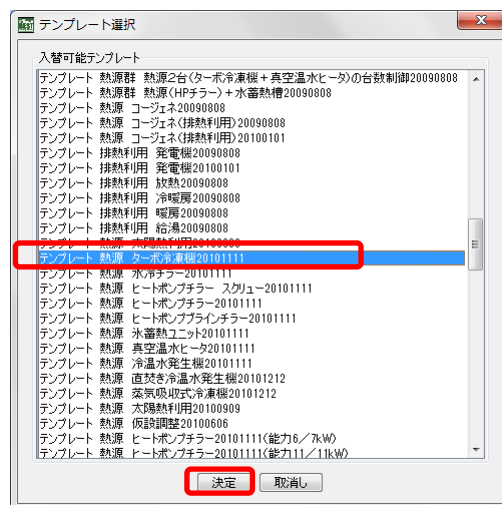 テンプレート選択
入替可能テンプレート
テンプレート 熱源群 熱源2台(ターボ冷凍機+真空温水ヒータ)の台数制御20090808
テンプレート 熱源群 熱源(HPチラー)+水蓄熱槽20090808
テンプレート 熱源 コージェネ20090808
テンプレート 熱源 コージェネ(排熱利用)20090808
テンプレート 熱源 コージェネ(排熱利用)20100101
テンプレート 排熱利用 発電機20090808
テンプレート 排熱利用 発電機20100101
テンプレート 排熱利用 放熱20090808
テンプレート 排熱利用 冷暖房20090808
テンプレート 排熱利用 暖房20090808
テンプレート 排熱利用 給湯20090808
テンプレート 熱源 太陽熱利用20100808
テンプレート 熱源 ターボ冷凍機20101111
テンプレート 熱源 水冷チラー20101111
テンプレート 熱源 ヒートポンプチラー スクリュー20101111
テンプレート 熱源 ヒートポンプチラー20101111
テンプレート 熱源 ヒートポンプブラインチラー20101111
テンプレート 熱源 氷蓄熱ユニット20101111
テンプレート 熱源 真空温水ヒータ20101111
テンプレート 熱源 冷温水発生機20101111
テンプレート 熱源 直焚き冷温水発生機20101212
テンプレート 熱源 蒸気吸収式冷凍機20101212
テンプレート 熱源 太陽熱利用20100909
テンプレート 熱源 仮設調整20100606
テンプレート 熱源 ヒートポンプチラー20101111(能力6/7kW)
テンプレート 熱源 ヒートポンプチラー20101111(能力11/11kW)
決定 取消し